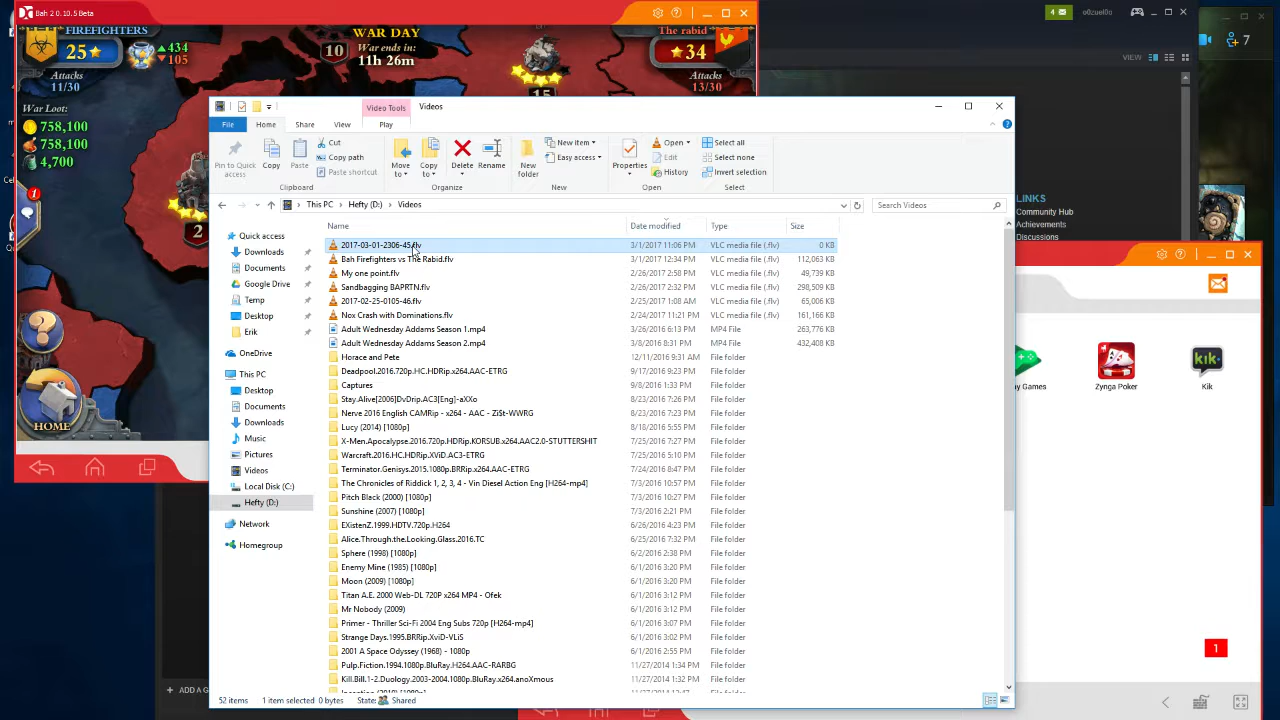 Bah 2 0.10.5 Beta
4 o0zuel0s
FIREFIGHTERS
25
434
105
Attacks
11/30
WAR DAY
10 War ends in:
11h 26m
15
The rabid
34
Attacks
13/30
War Loot:
758,100
758,100
4,700
1
2
HOME
7
VIEW
LINKS
Community Hub
Discussions
Zynga Poker
Kik
1
Video Tools Videos
File Home Share View Play
Pin to Quick access
Copy
Paste
Cut
Copy path
Paste shortcut
Clipboard
Move to
Copy to
Delete
Rename
Organize
New folder
New item
Easy access
New
Properties
Open
Edit
History
Open
Select all
Select none
Invert selection
Select
This PC Hefty (D:) Videos
Search Videos
Name Date modified Type Size
Quick access
Downloads
Documents
Google Drive
Temp
Desktop
Erik
OneDrive
This PC
Desktop
Documents
Downloads
Music
Pictures
Videos
Local Disk (C:)
Hefty (D:)
Network
Homegroup
2017-03-01-2306-45.flv 3/1/2017 11:06 PM VLC media file (.flv) 0 KB
Bah Firefighters vs The Rabid.flv 3/1/2017 12:34 PM VLC media file (.flv) 112,063 KB
My one point.flv 2/26/2017 2:58 PM VLC media file (.flv) 49,739 KB
Sandbagging BAPRTN.flv 2/26/2017 2:32 PM VLC media file (.flv) 298,509 KB
2017-02-25-0105-46.flv 2/25/2017 1:08 AM VLC media file (.flv) 65,006 KB
Nox Crash with Dominations.flv 2/24/2017 11:21 PM VLC media file (.flv) 161,166 KB
Adult Wednesday Addams Season 1.mp4 3/26/2016 6:13 PM MP4 File 263,776 KB
Adult Wednesday Addams Season 2.mp4 3/8/2016 8:31 PM MP4 File 432,408 KB
Horace and Pete 12/11/2016 9:31 AM File folder
Deadpool.2016.720p.HC.HDRip.x264.AAC-ETRG 9/17/2016 9:23 PM File folder
Captures 9/8/2016 1:33 PM File folder
Stay.Alive[2006]DvDrip.AC3[Eng]-aXXo 8/23/2016 7:26 PM File folder
Nerve 2016 English CAMRip - x264 - AAC - Zi$t-WWRG 8/23/2016 7:23 PM File folder
Lucy (2014) [1080p] 8/18/2016 5:55 PM File folder
X-Men.Apocalypse.2016.720p.HDRip.KORSUB.x264.AAC2.0-STUTTERSHIT 7/25/2016 7:27 PM File folder
Warcraft.2016.HC.HDRip.XViD.AC3-ETRG 7/25/2016 5:10 PM File folder
Terminator.Genisys.2015.1080p.BRRip.x264.AAC-ETRG 7/24/2016 8:47 PM File folder
The Chronicles of Riddick 1, 2, 3, 4 - Vin Diesel Action Eng [H264-mp4] 7/3/2016 10:57 PM File folder
Pitch Black (2000) [1080p] 7/3/2016 10:27 PM File folder
Sunshine (2007) [1080p] 7/3/2016 2:21 PM File folder
EXistenZ.1999.HDTV.720p.H264 6/26/2016 4:23 PM File folder
Alice.Through.the.Looking.Glass.2016.TC 6/25/2016 7:32 PM File folder
Sphere (1998) [1080p] 6/2/2016 2:38 PM File folder
Enemy Mine (1985) [1080p] 6/1/2016 3:20 PM File folder
Moon (2009) [1080p] 6/1/2016 3:20 PM File folder
Titan A.E. 2000 Web-DL 720P x264 MP4 - Ofek 6/1/2016 3:12 PM File folder
Mr Nobody (2009) 6/1/2016 3:12 PM File folder
Primer - Thriller Sci-Fi 2004 Eng Subs 720p [H264-mp4] 6/1/2016 3:07 PM File folder
Strange Days.1995.BRRip.XviD-VLiS 6/1/2016 3:02 PM File folder
2001 A Space Odyssey (1968) - 1080p 6/1/2016 2:55 PM File folder
Pulp.Fiction.1994.1080p.BluRay.H264.AAC-RARBG 11/27/2014 1:34 PM File folder
Kill.Bill.1-2.Duology.2003-2004.1080p.BluRay.x264.anoXmous 11/27/2014 1:32 PM File folder
52 items 1 item selected 0 bytes State: Shared
ADD A G